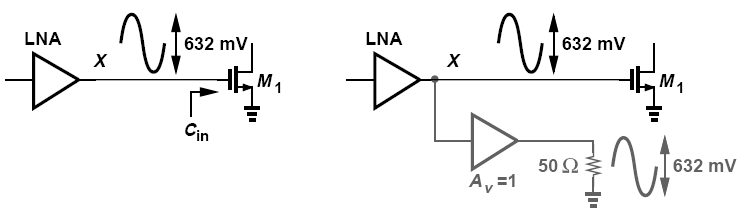 LNA
X
632 mV
M1
Cin
LNA
X
632 mV
M1
Av=1
50 Ω
632 mV